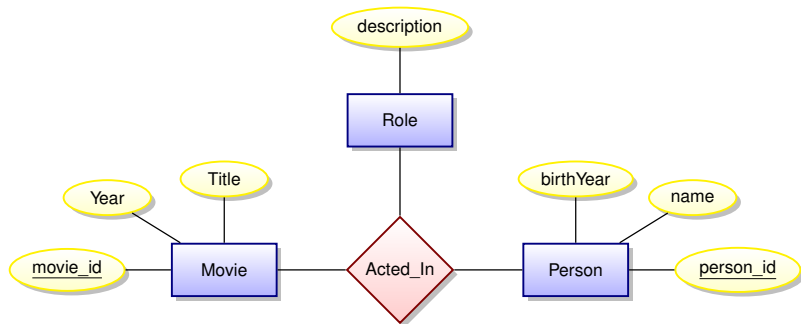 description
Role
Year
Title
birthYear
name
movie_id
Movie
Acted_In
Person
person_id